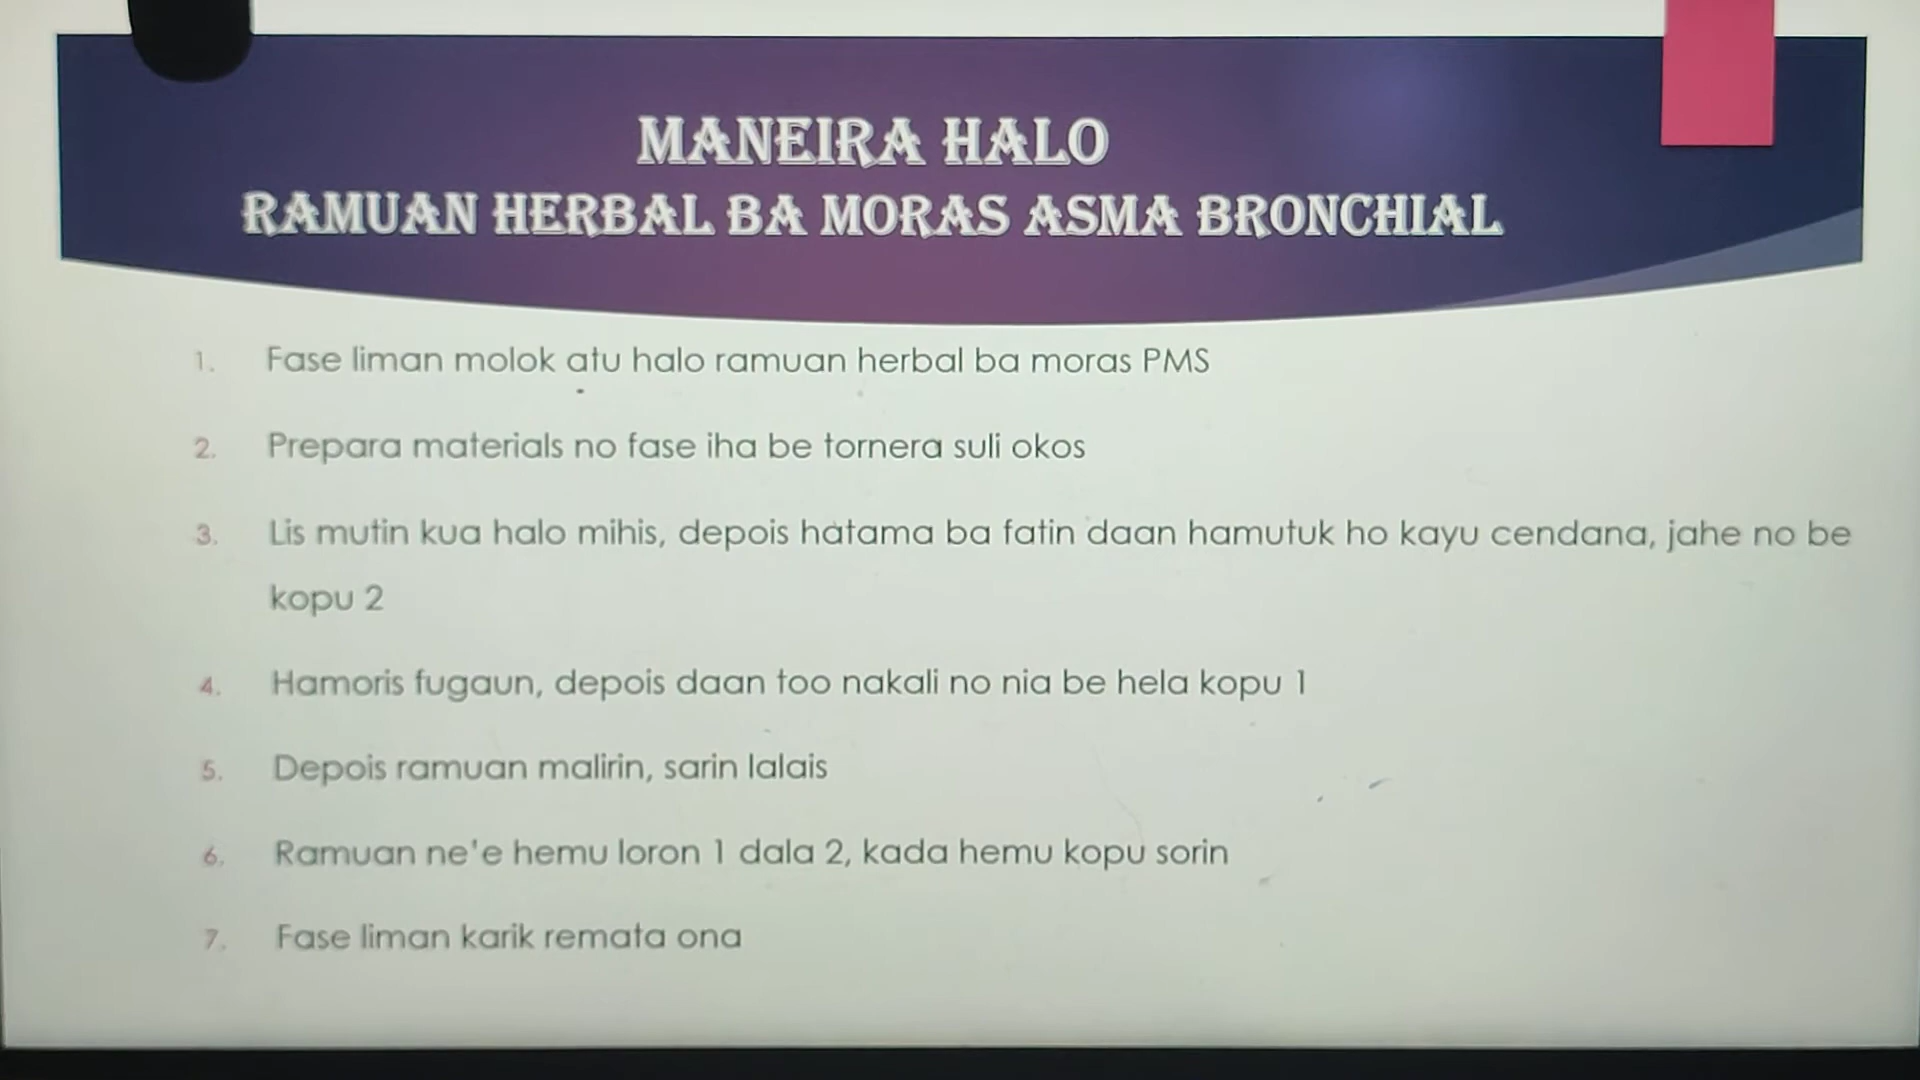 MANEIRA HALO
RAMUAN HERBAL BA MORAS ASMA BRONCHIAL
1. Fase liman molok atu halo ramuan herbal ba moras PMS
2. Prepara materials no fase iha be tornera suli okos
3. Lis mutin kua halo mihis, depois hatama ba fatin daan hamutuk ho kayu cendana, jahe no be
kopu 2
4. Hamoris fugaun, depois daan too nakali no nia be hela kopu 1
5. Depois ramuan malirin, sarin lalais
6. Ramuan ne'e hemu loron 1 dala 2, kada hemu kopu sorin
7. Fase liman karik remata ona